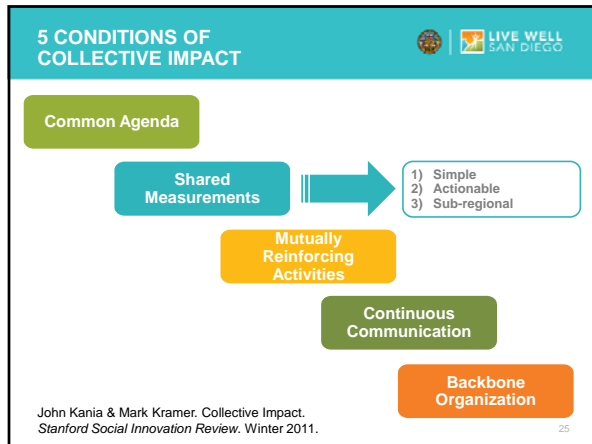 5 CONDITIONS OF
COLLECTIVE IMPACT
LIVE WELL
SAN DIEGO
Common Agenda
Shared
Measurements
1) Simple
2) Actionable
3) Sub-regional
Mutually
Reinforcing
Activities
Continuous
Communication
Backbone
Organization
John Kania & Mark Kramer. Collective Impact.
Stanford Social Innovation Review. Winter 2011.
25